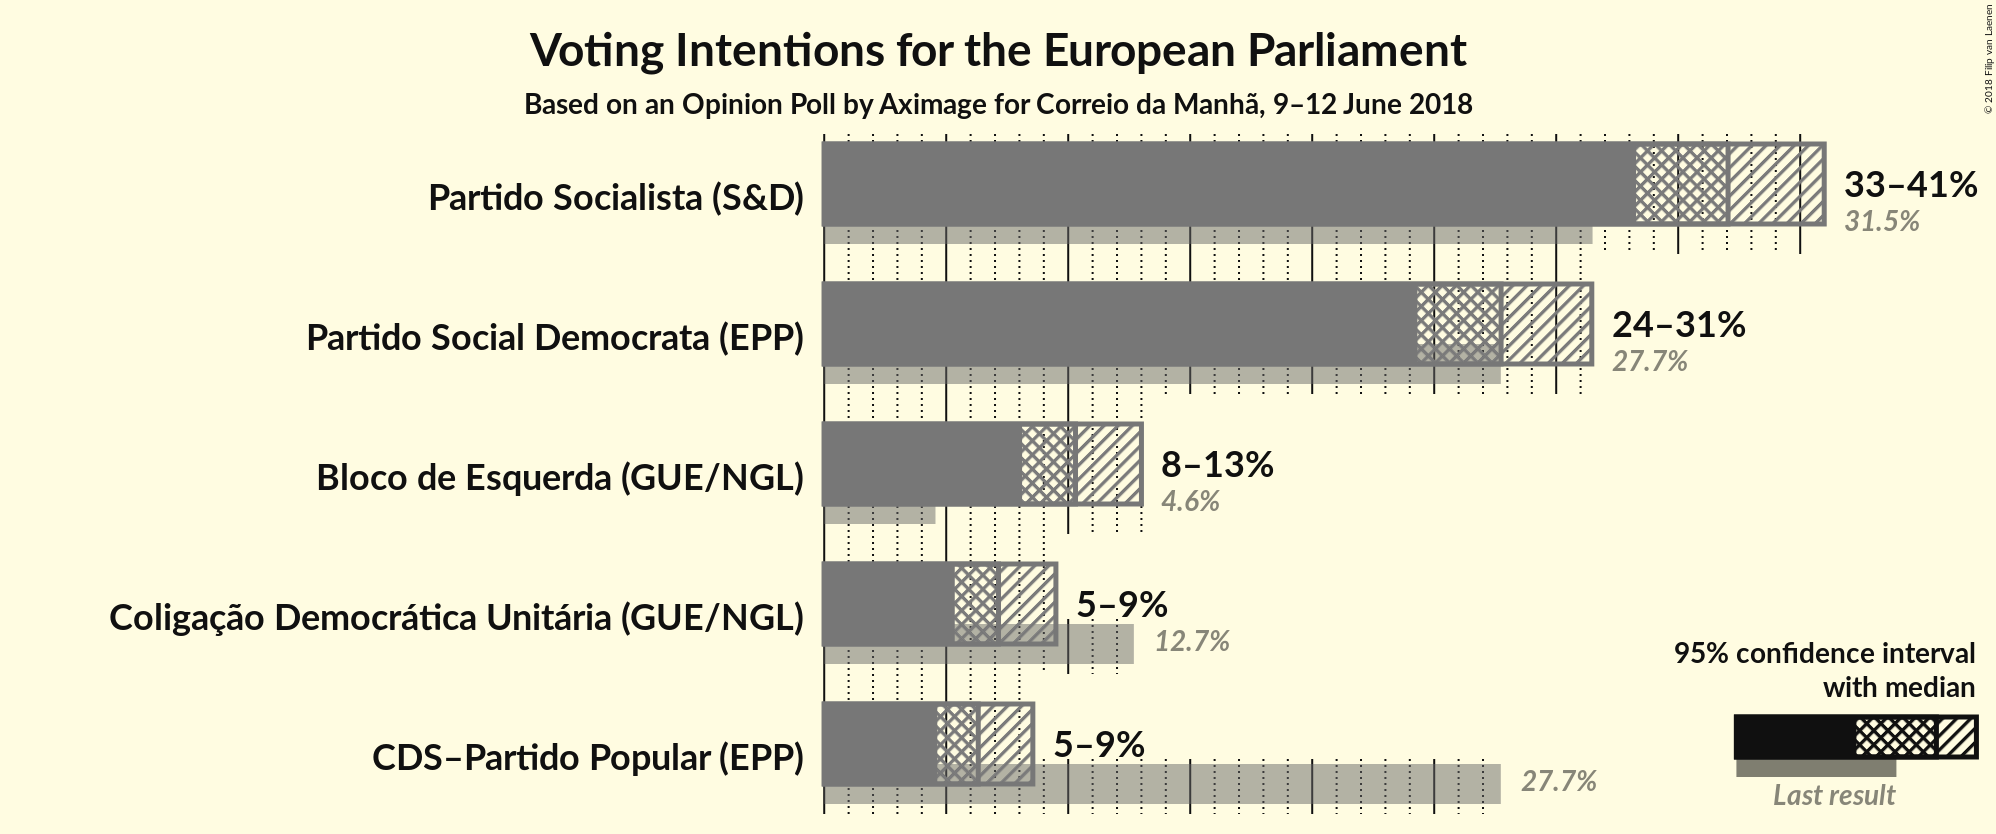 Voting Intentions for the European Parliament
Based on an Opinion Poll by Aximage for Correio da Manhã, 9–12 June 2018
© 2018 Filip van Laenen
Partido Socialista (S&D)
33–41%
31.5%
Partido Social Democrata (EPP)
24–31%
27.7%
Bloco de Esquerda (GUE/NGL)
8–13%
4.6%
Coligação Democrática Unitária (GUE/NGL)
5–9%
12.7%
CDS–Partido Popular (EPP)
5–9%
27.7%
95% confidence interval
with median
Last result